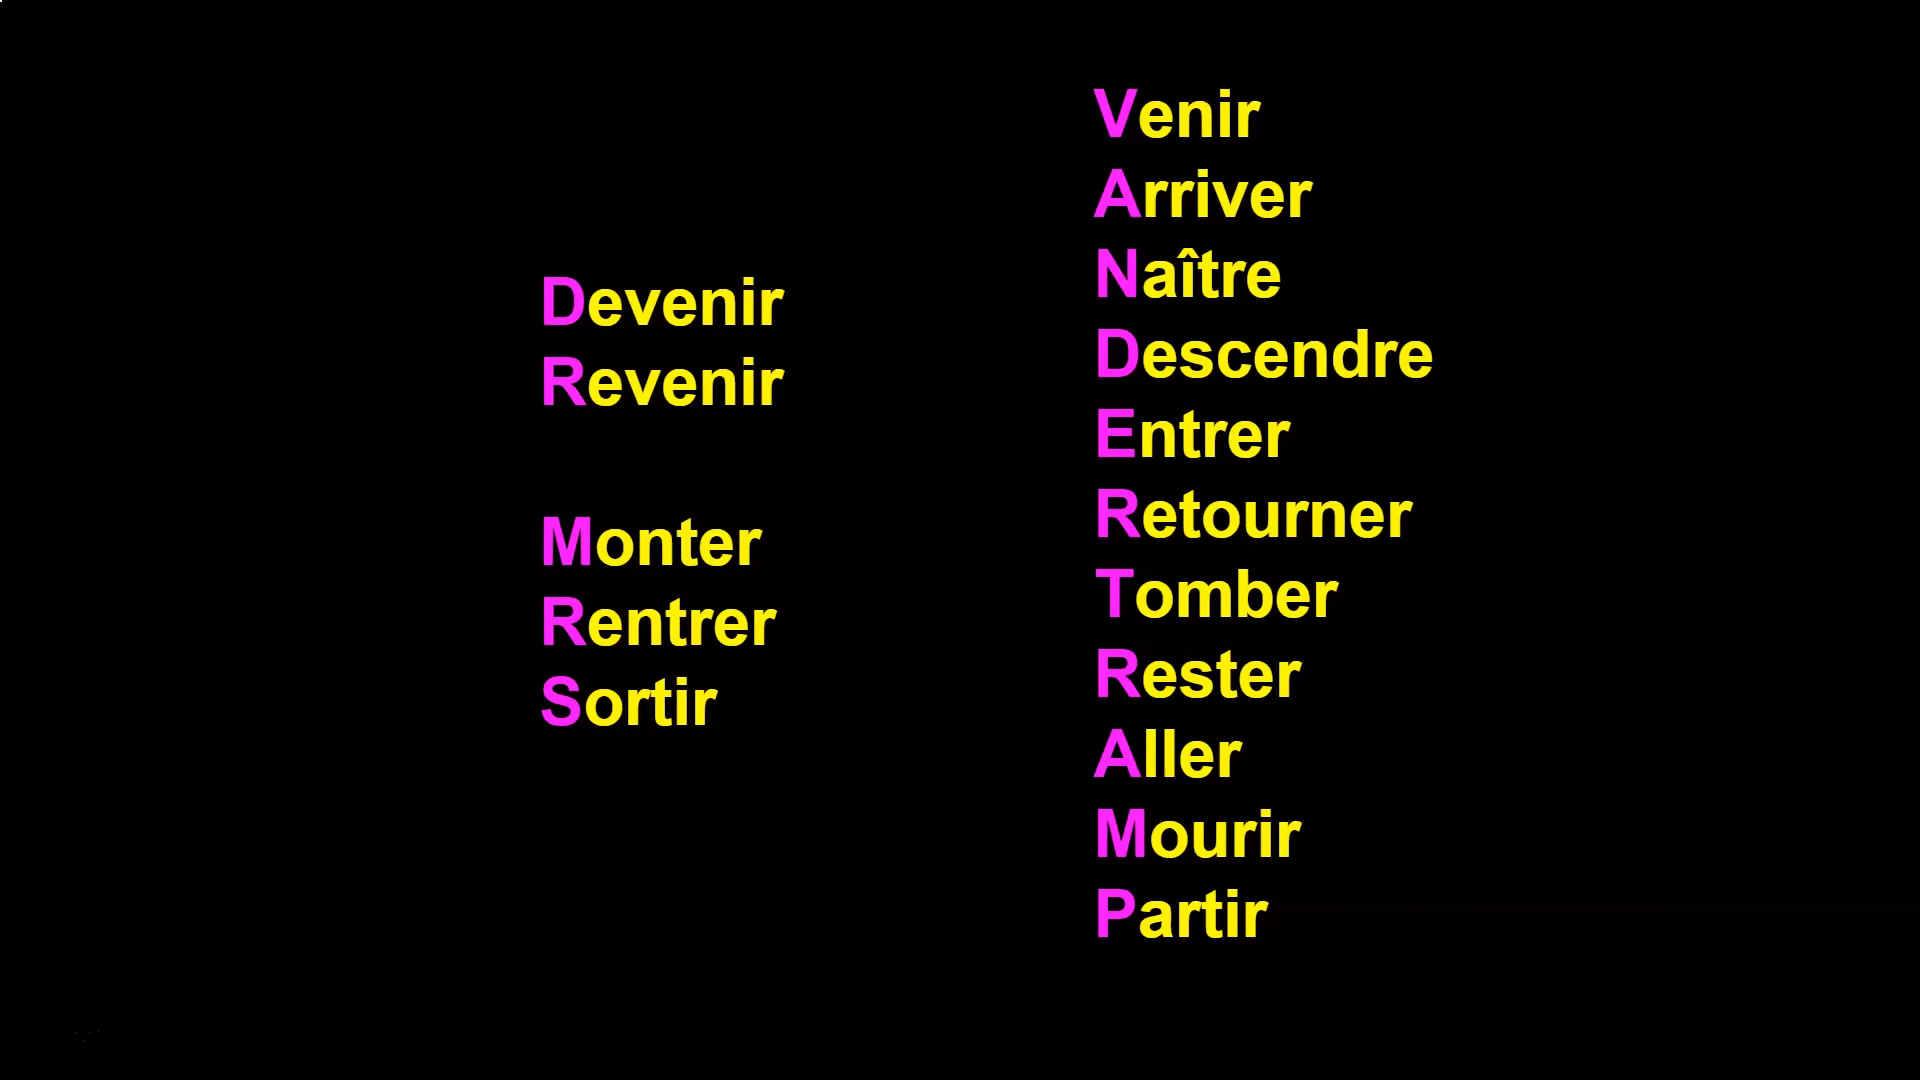 Devenir
Revenir
Monter
Rentrer
Sortir
Venir
Arriver
Naître
Descendre
Entrer
Retourner
Tomber
Rester
Aller
Mourir
Partir